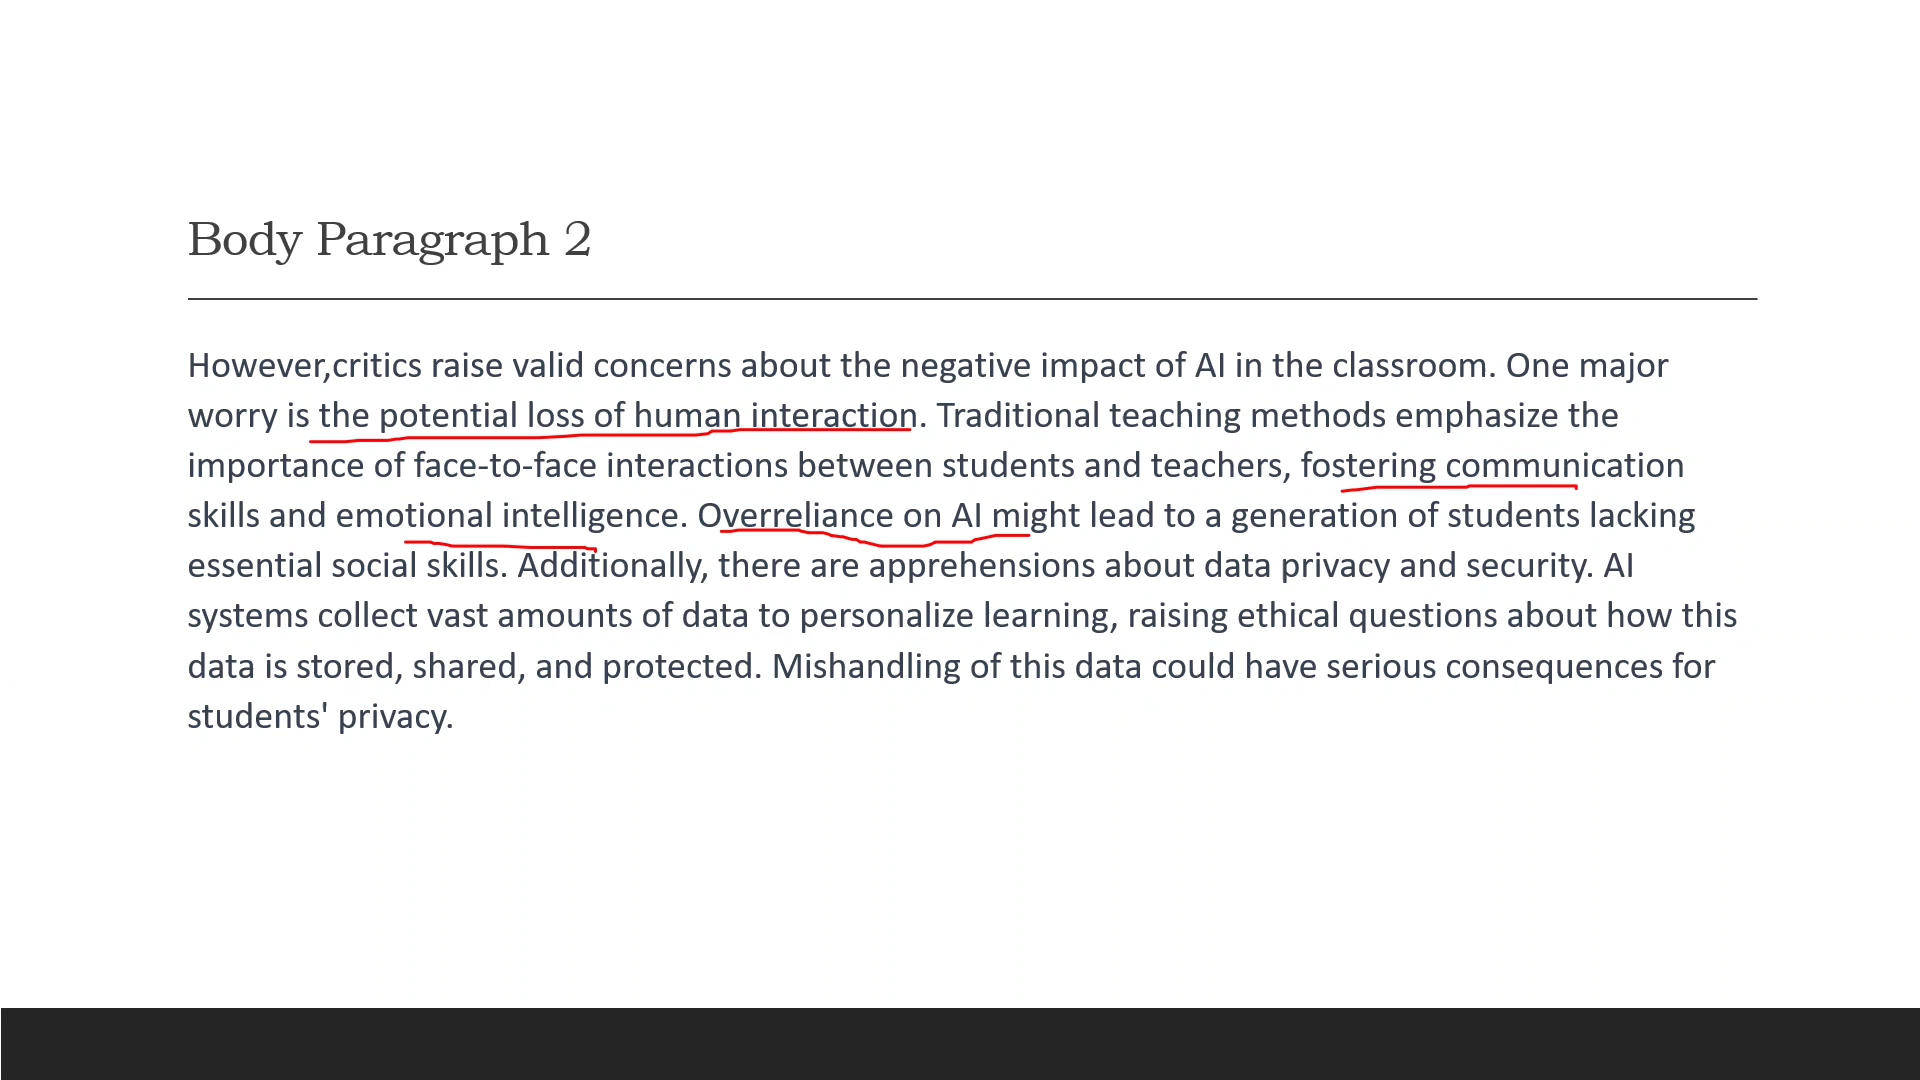 Body Paragraph 2
However,critics raise valid concerns about the negative impact of AI in the classroom. One major
worry is the potential loss of human interaction. Traditional teaching methods emphasize the
importance of face-to-face interactions between students and teachers, fostering communication
skills and emotional intelligence. Overreliance on AI might lead to a generation of students lacking
essential social skills. Additionally, there are apprehensions about data privacy and security. AI
systems collect vast amounts of data to personalize learning, raising ethical questions about how this
data is stored, shared, and protected. Mishandling of this data could have serious consequences for
students' privacy.